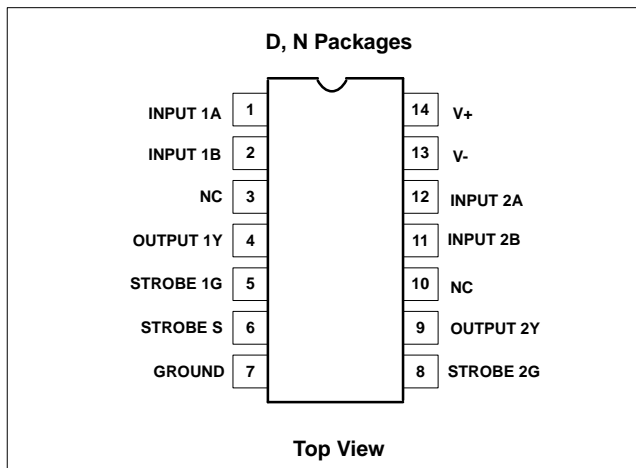 D, N Packages
INPUT 1A 1 14 V+
INPUT 1B 2 13 V-
NC 3 12 INPUT 2A
OUTPUT 1Y 4 11 INPUT 2B
STROBE 1G 5 10 NC
STROBE S 6 9 OUTPUT 2Y
GROUND 7 8 STROBE 2G
Top View